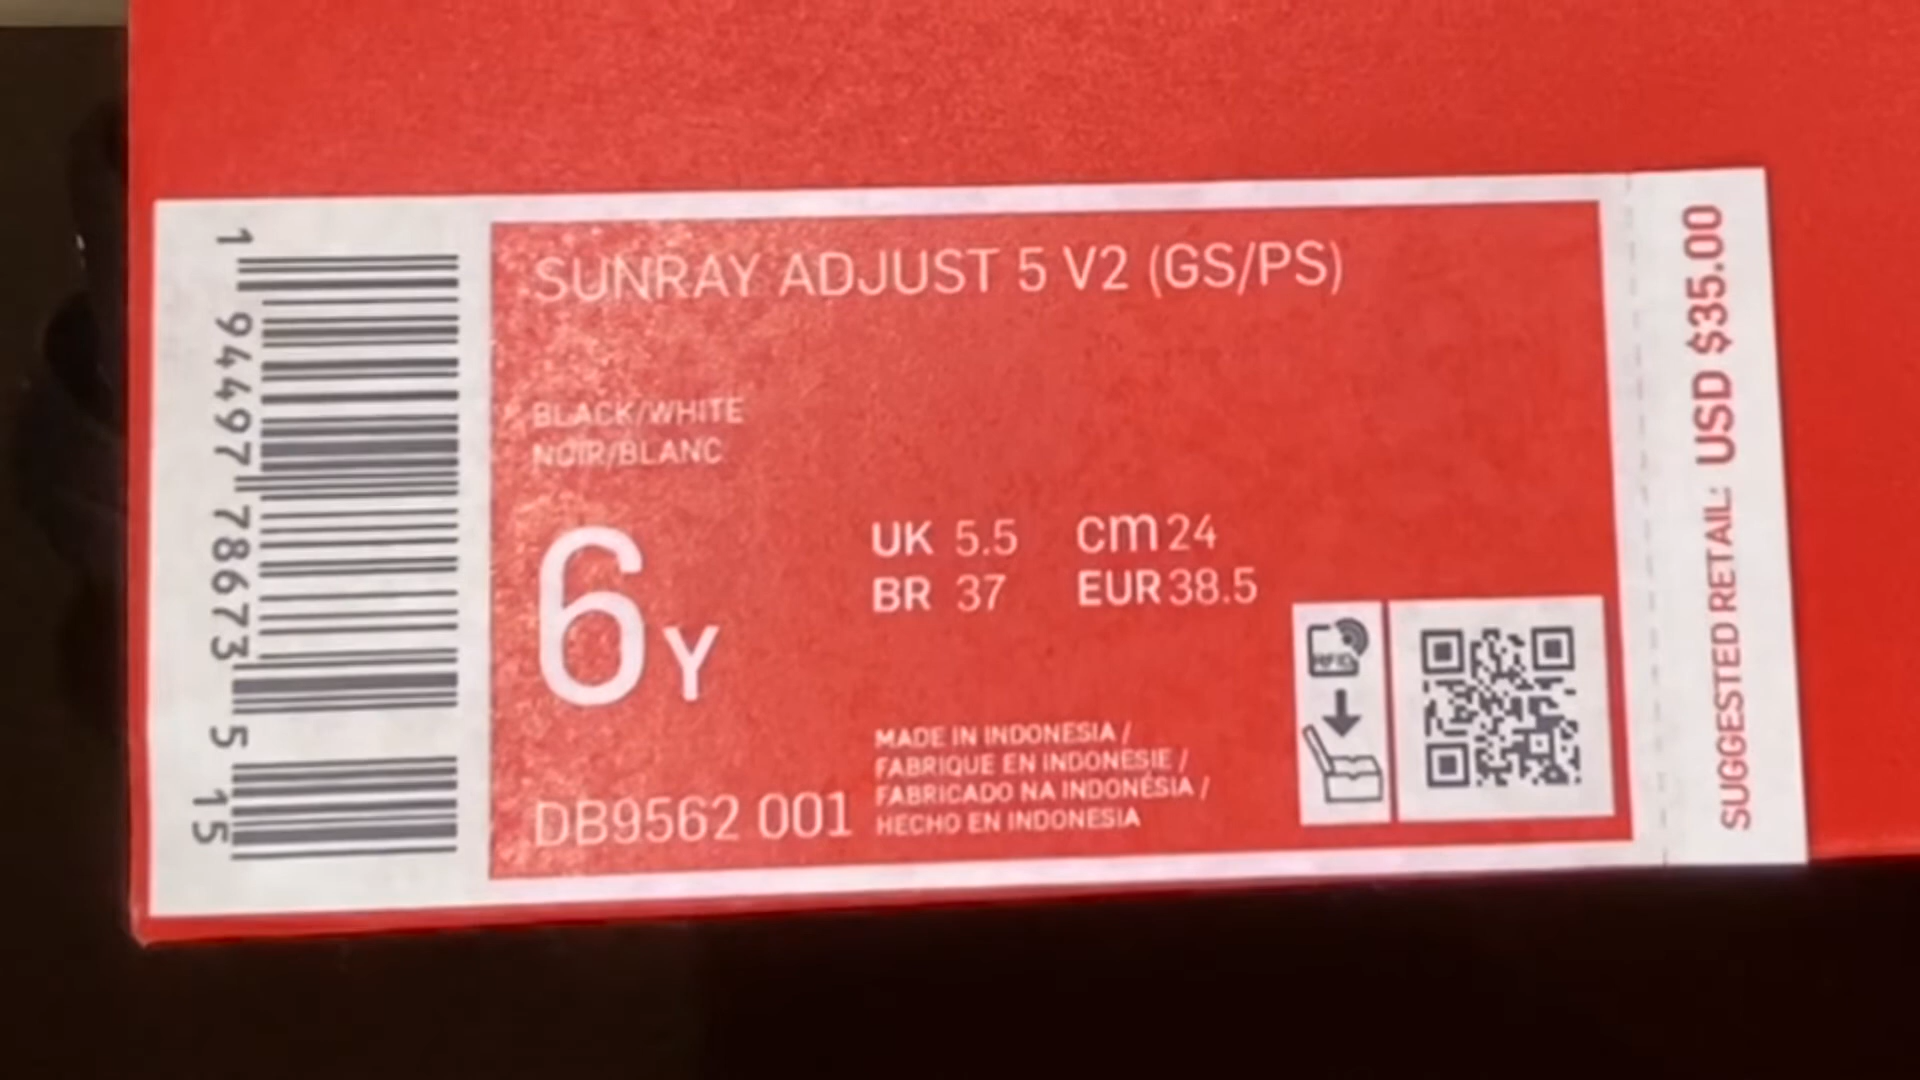 1 94497 78673 5 15
SUNRAY ADJUST 5 V2 (GS/PS)
BLACK/WHITE
NOIR/BLANC
6Y
UK 5.5 cm 24
BR 37 EUR 38.5
MADE IN INDONESIA /
FABRIQUE EN INDONESIE /
FABRICADO NA INDONÉSIA /
HECHO EN INDONESIA
DB9562 001
RFID
SUGGESTED RETAIL: USD $35.00